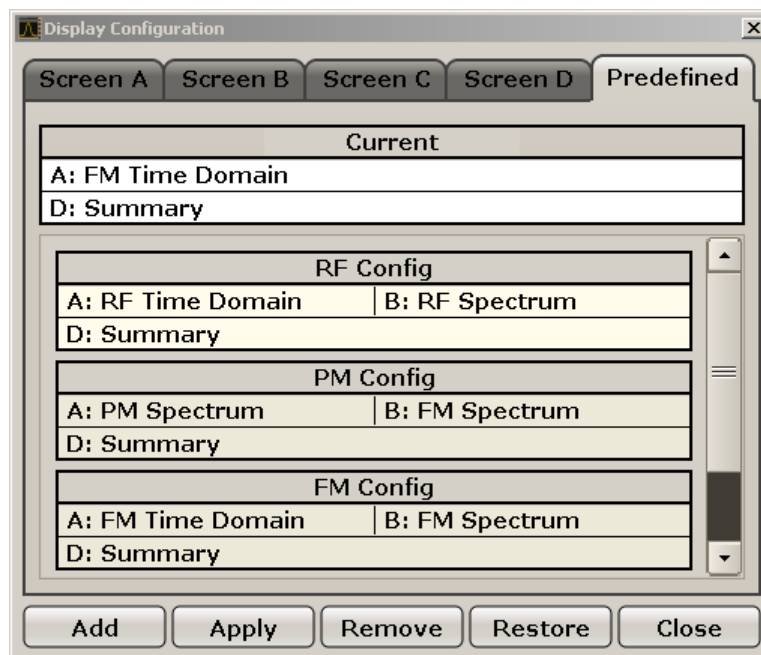 Display Configuration
Screen A Screen B Screen C Screen D Predefined
Current
A: FM Time Domain
D: Summary
RF Config
A: RF Time Domain B: RF Spectrum
D: Summary
PM Config
A: PM Spectrum B: FM Spectrum
D: Summary
FM Config
A: FM Time Domain B: FM Spectrum
D: Summary
Add Apply Remove Restore Close